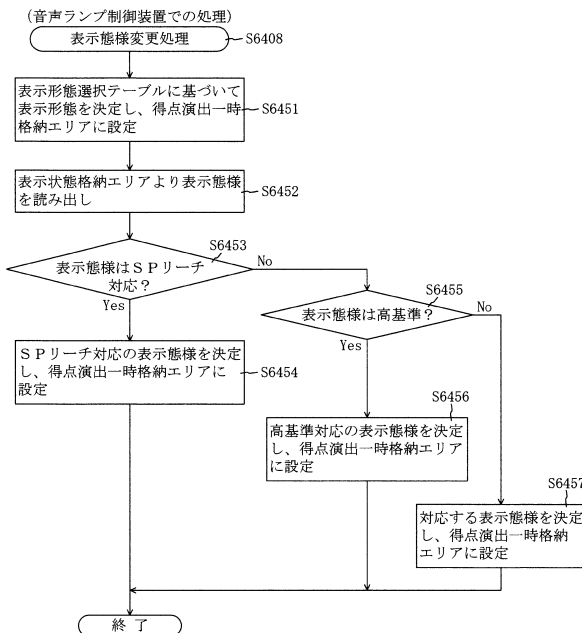 (音声ランプ制御装置での処理)
表示態様変更処理
S6408
表示形態選択テーブルに基づいて
表示形態を決定し、得点演出一時
格納エリアに設定
S6451
表示状態格納エリアより表示態様
を読み出し
S6452
S6453
表示態様はSPリーチ
対応?
No
Yes
S6455
表示態様は高基準?
No
Yes
SPリーチ対応の表示態様を決定
し、得点演出一時格納エリアに
設定
S6454
S6456
高基準対応の表示態様を決定
し、得点演出一時格納エリア
に設定
S6457
対応する表示態様を決定
し、得点演出一時格納
エリアに設定
終了